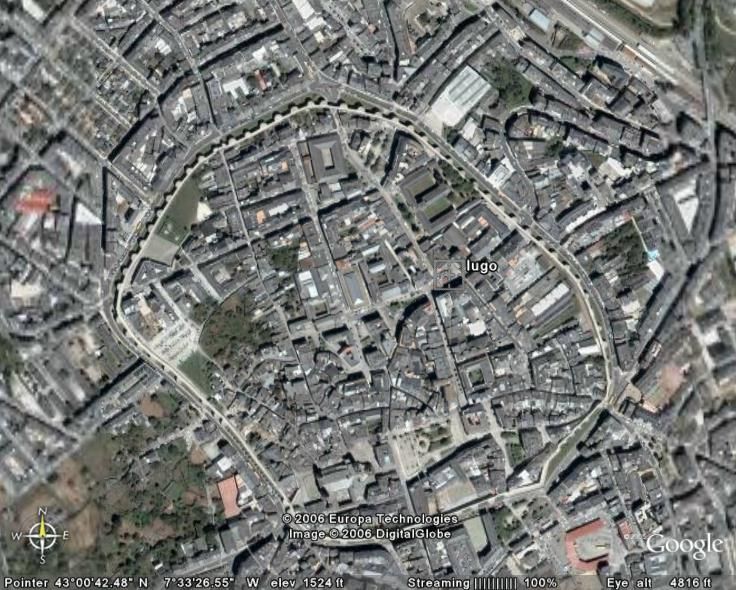 lugo
© 2006 Europa Technologies
Image © 2006 DigitalGlobe
N
W E
S
Google
Pointer 43°00'42.48" N 7°33'26.55" W elev 1524 ft Streaming |||||||||| 100% Eye alt 4816 ft